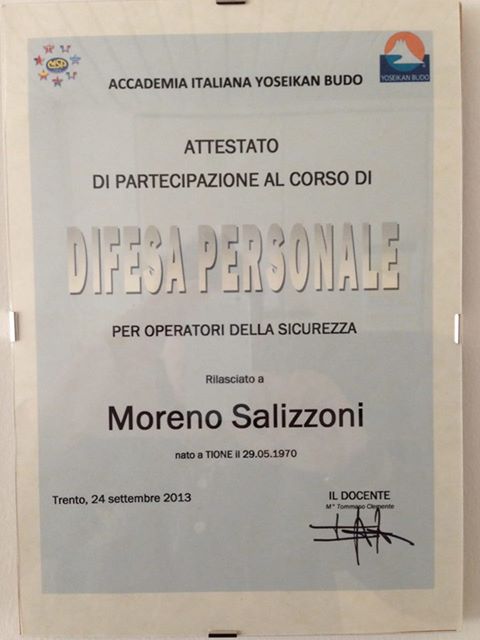 MSP
YOSEIKAN BUDO
ACCADEMIA ITALIANA YOSEIKAN BUDO
ATTESTATO
DI PARTECIPAZIONE AL CORSO DI
DIFESA PERSONALE
PER OPERATORI DELLA SICUREZZA
Rilasciato a
Moreno Salizzoni
nato a TIONE il 29.05.1970
Trento, 24 settembre 2013
IL DOCENTE
M° Tommaso Clemente